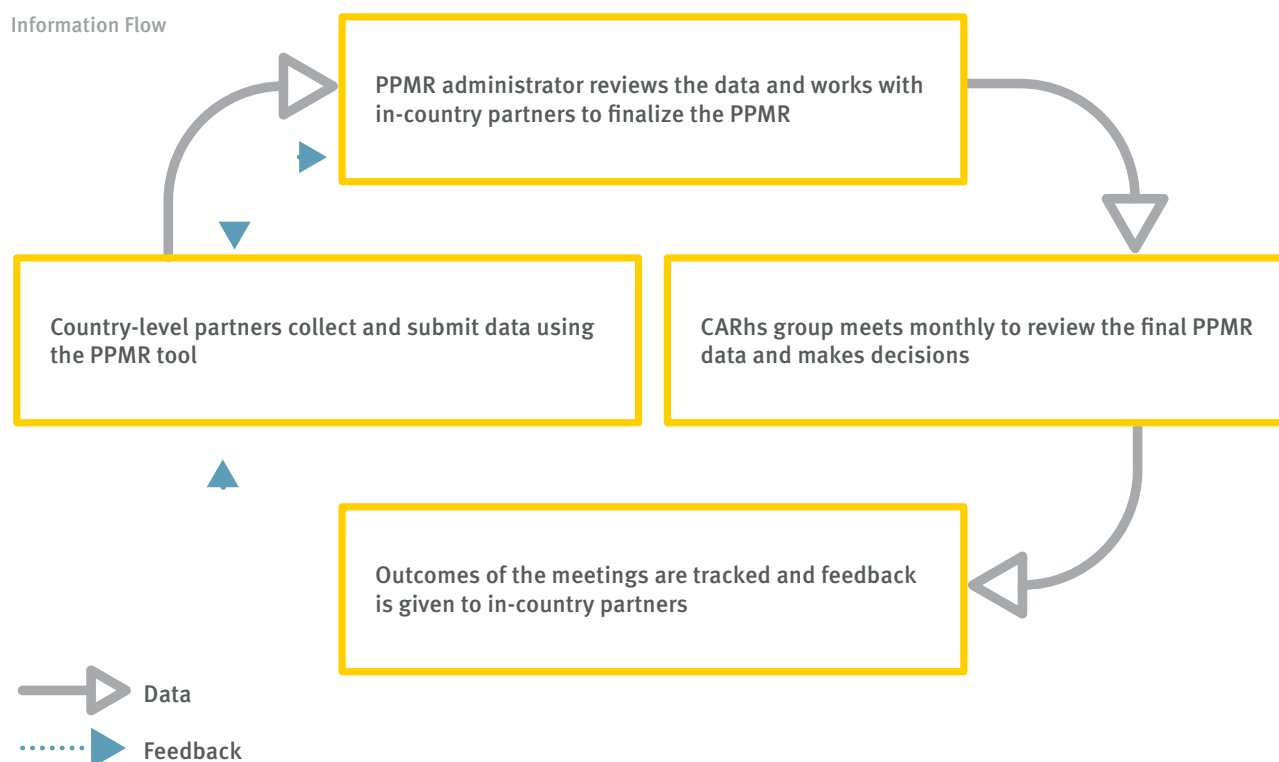 Information Flow
PPMR administrator reviews the data and works with
in-country partners to finalize the PPMR
Country-level partners collect and submit data using
the PPMR tool
CARhs group meets monthly to review the final PPMR
data and makes decisions
Outcomes of the meetings are tracked and feedback
is given to in-country partners
Data
Feedback